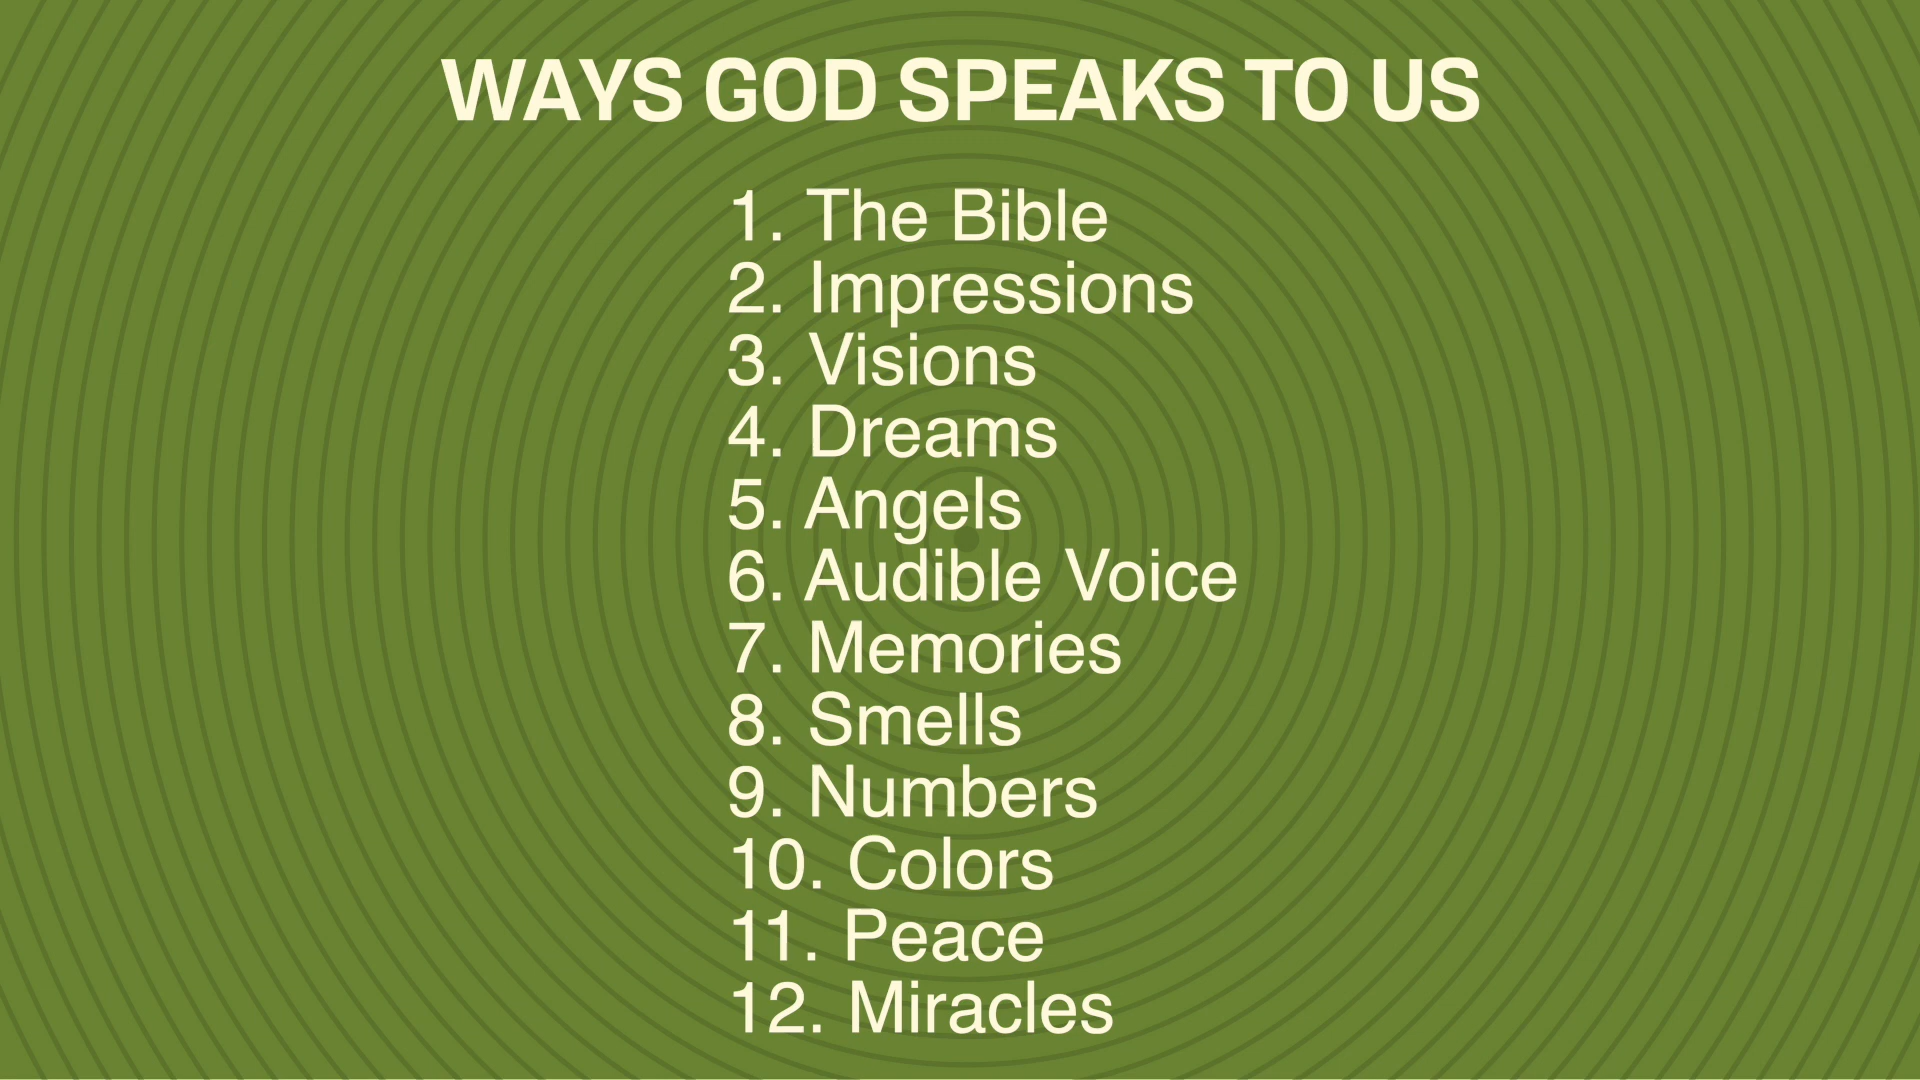 WAYS GOD SPEAKS TO US
1. The Bible
2. Impressions
3. Visions
4. Dreams
5. Angels
6. Audible Voice
7. Memories
8. Smells
9. Numbers
10. Colors
11. Peace
12. Miracles